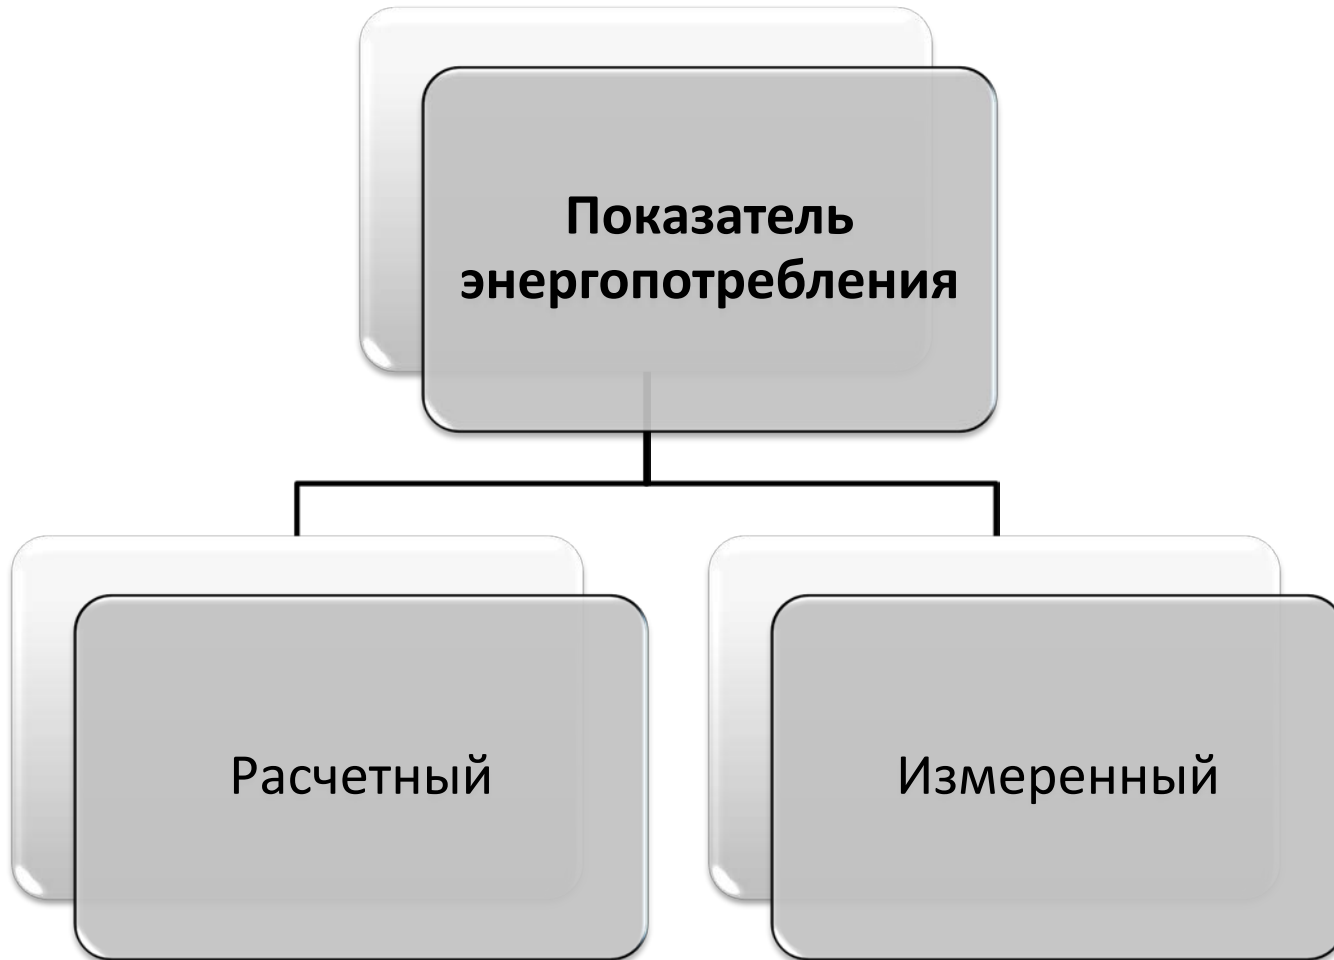 Показатель
энергопотребления
Расчетный
Измеренный